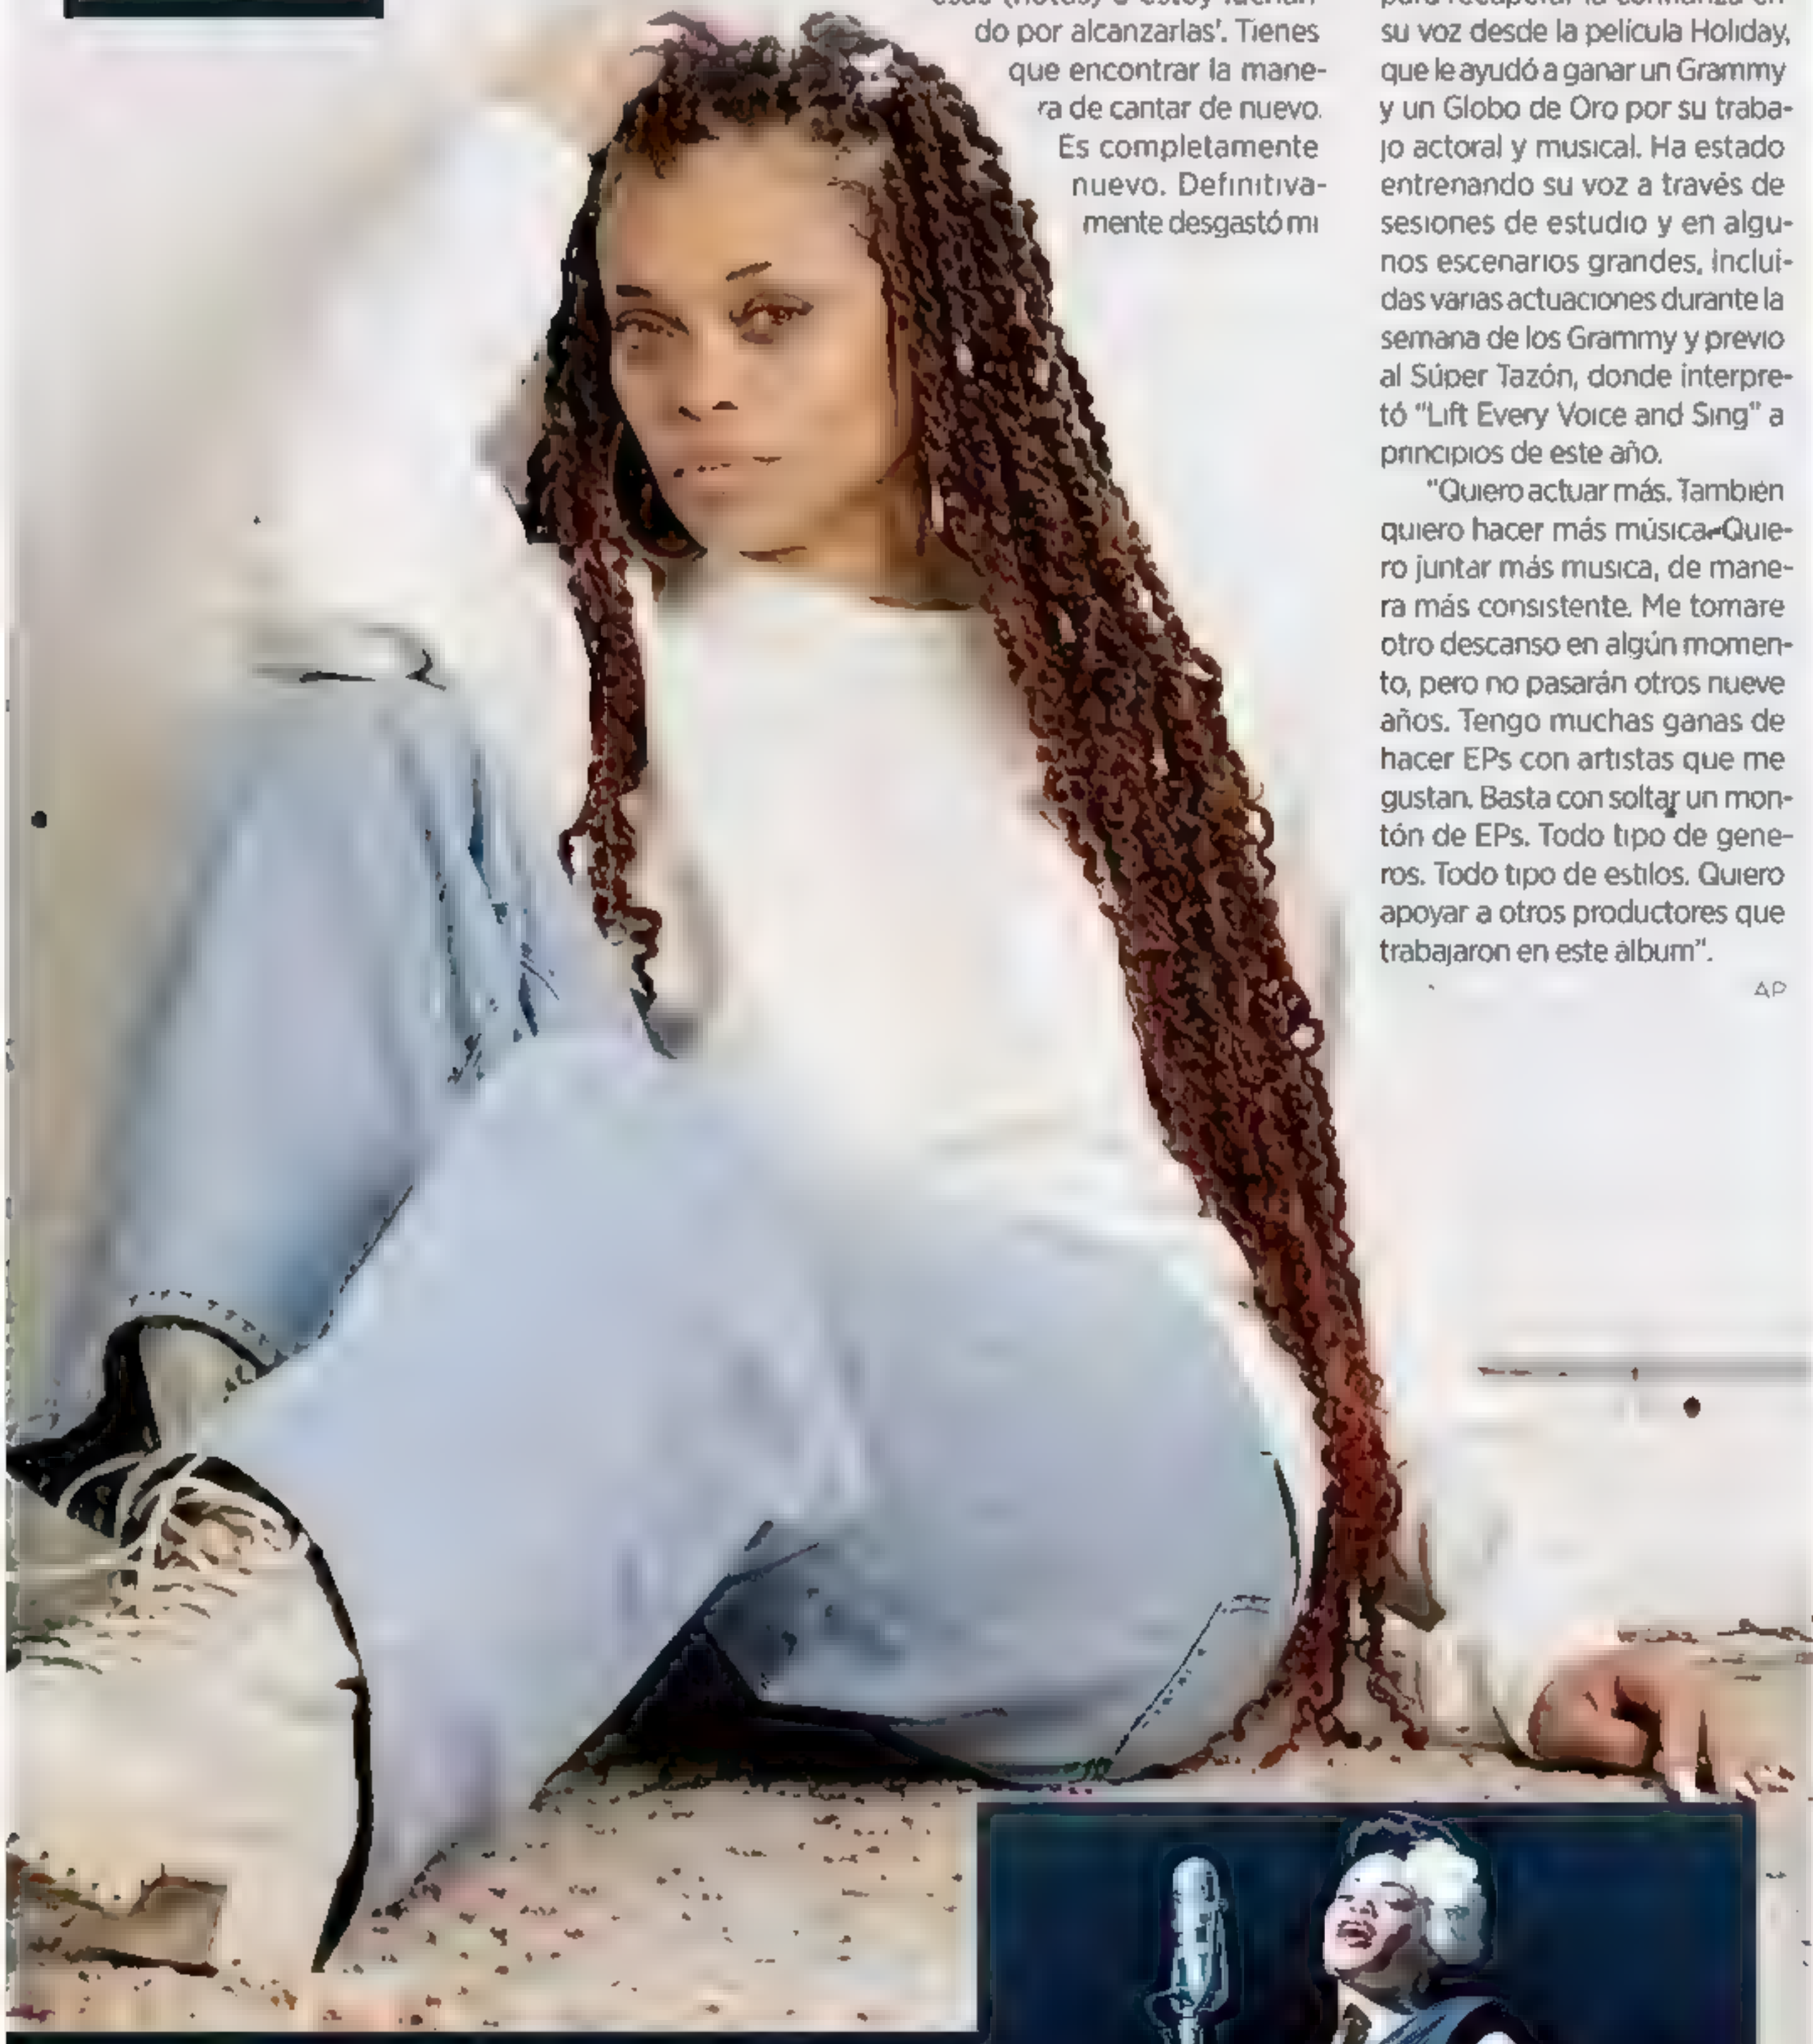 do por alcanzarlas'. Tienes
que encontrar la mane-
ra de cantar de nuevo.
Es completamente
nuevo. Definitiva-
mente desgastó mi
su voz desde la película Holiday,
que le ayudó a ganar un Grammy
y un Globo de Oro por su traba-
jo actoral y musical. Ha estado
entrenando su voz a través de
sesiones de estudio y en algu-
nos escenarios grandes, inclui-
das varias actuaciones durante la
semana de los Grammy y previo
al Súper Tazón, donde interpre-
tó "Lift Every Voice and Sing" a
principios de este año.
"Quiero actuar más. También
quiero hacer más música. Quie-
ro juntar más musica, de mane-
ra más consistente. Me tomare
otro descanso en algún momen-
to, pero no pasarán otros nueve
años. Tengo muchas ganas de
hacer EPs con artistas que me
gustan. Basta con soltar un mon-
tón de EPs. Todo tipo de gene-
ros. Todo tipo de estilos. Quiero
apoyar a otros productores que
trabajaron en este álbum".
AP